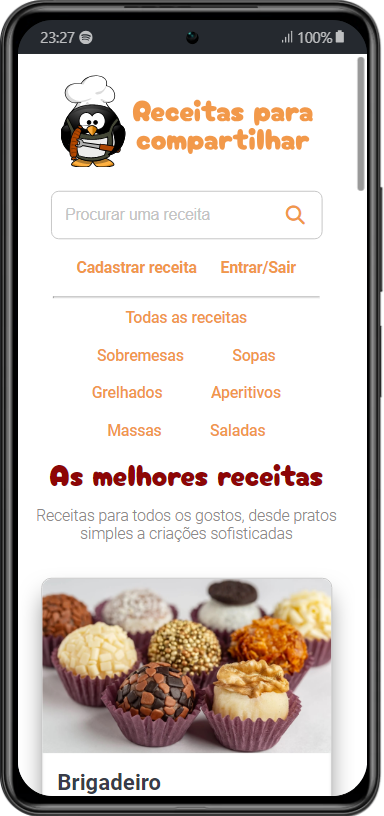 23:27 100%
Receitas para
compartilhar
Procurar uma receita
Cadastrar receita Entrar/Sair
Todas as receitas
Sobremesas Sopas
Grelhados Aperitivos
Massas Saladas
As melhores receitas
Receitas para todos os gostos, desde pratos
simples a criações sofisticadas
Brigadeiro